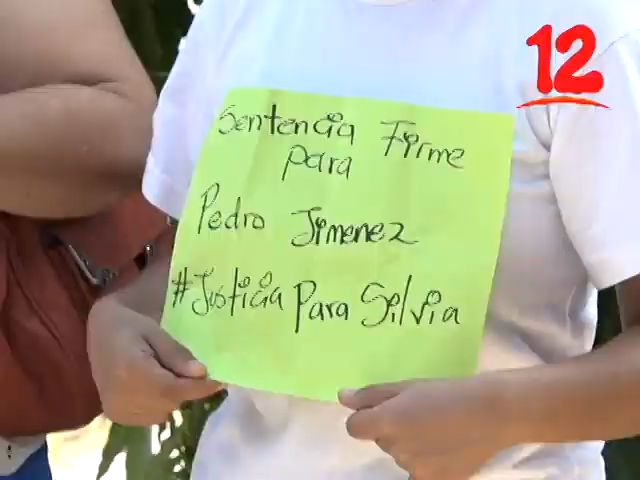 12
Sentencia Firme
para
Pedro Jimenez
#Justicia Para Silvia